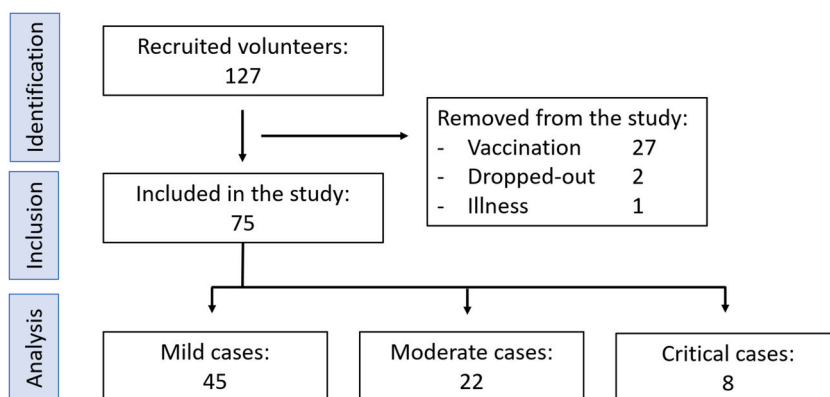 Identification
Recruited volunteers:
127
Removed from the study:
- Vaccination 27
- Dropped-out 2
- Illness 1
Inclusion
Included in the study:
75
Analysis
Mild cases:
45
Moderate cases:
22
Critical cases:
8